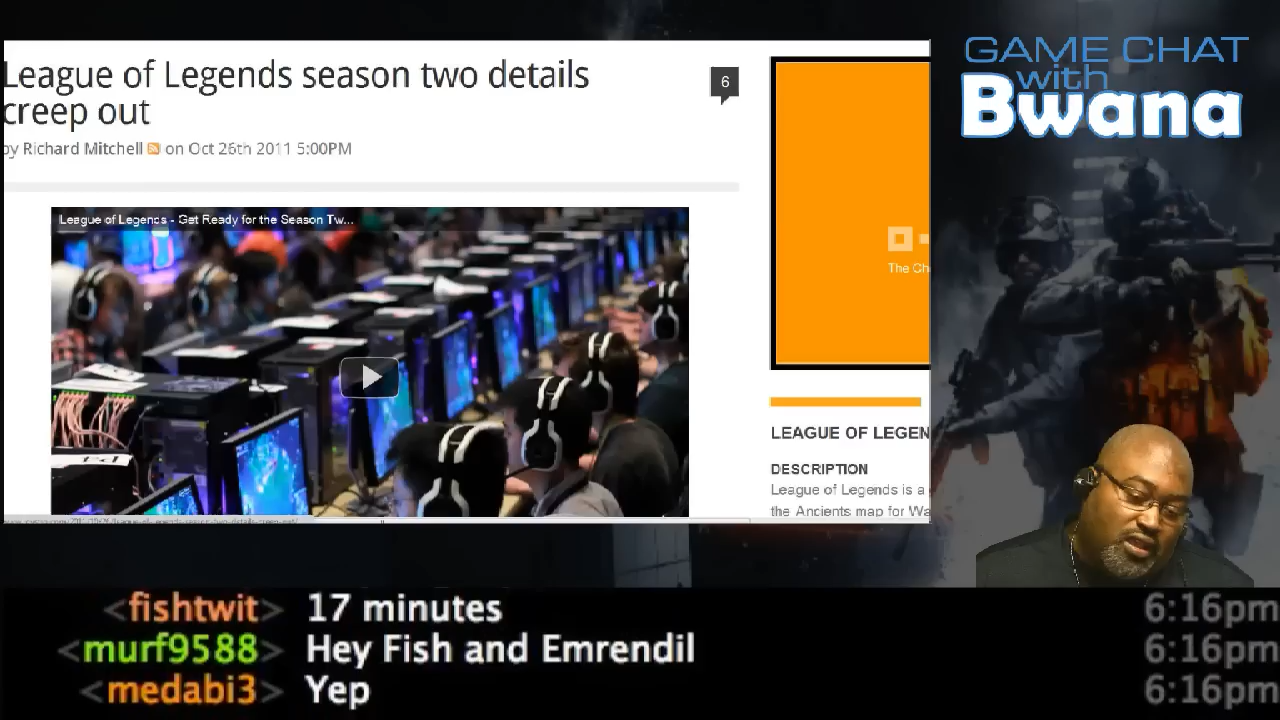 League of Legends season two details
creep out
6
by Richard Mitchell on Oct 26th 2011 5:00PM
League of Legends - Get Ready for the Season Tw...
The Ch
LEAGUE OF LEGEN
DESCRIPTION
League of Legends is a
the Ancients map for Wa
GAME CHAT
with
Bwana
<fishtwit> 17 minutes 6:16pm
<murf9588> Hey Fish and Emrendil 6:16pm
<medabi3> Yep 6:16pm